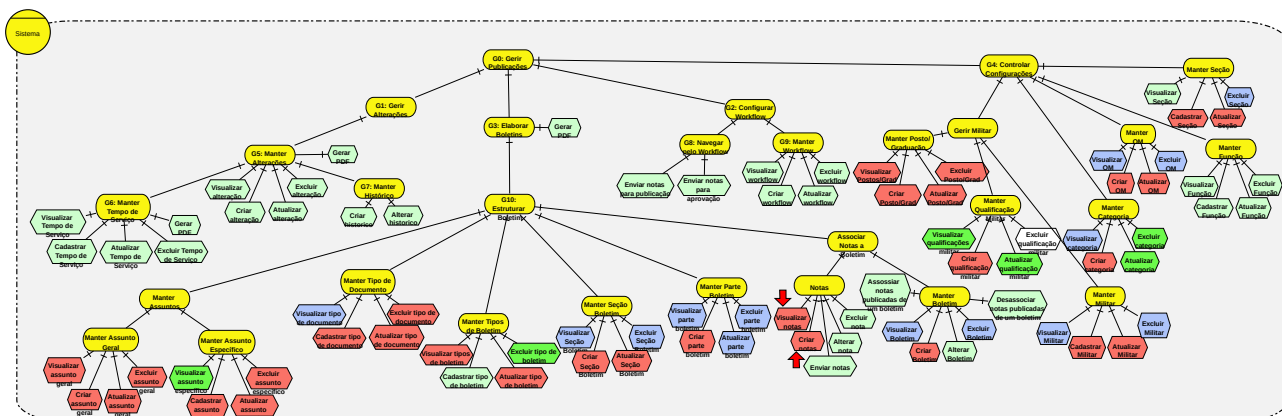 Sistema
G0: Gerir
Publicações
G4: Controlar
Configurações
Manter Seção
Visualizar
Seção
Excluir
Seção
Cadastrar
Seção
Atualizar
Seção
G1: Gerir
Alterações
G3: Elaborar
Boletins
Gerar
PDF
G2: Configurar
Workflow
G8: Navegar
pelo Workflow
Enviar notas
para publicação
Enviar notas
para
aprovação
G9: Manter
Workflow
Visualizar
workflow
Excluir
workflow
Criar
workflow
Atualizar
workflow
Manter Posto/
Graduação
Visualizar
Posto/Grad
Excluir
Posto/Grad
Criar
Posto/Grad
Atualizar
Posto/Grad
Gerir Militar
Manter
OM
Visualizar
OM
Excluir
OM
Criar
OM
Atualizar
OM
Manter
Função
Visualizar
Função
Excluir
Função
Cadastrar
Função
Atualizar
Função
G5: Manter
Alterações
Gerar
PDF
Visualizar
alteração
Excluir
alteração
Criar
alteração
Atualizar
alteração
G7: Manter
Histórico
Criar
historico
Alterar
historico
G6: Manter
Tempo de
Serviço
Visualizar
Tempo de
Serviço
Gerar
PDF
Cadastrar
Tempo de
Serviço
Atualizar
Tempo de
Serviço
Excluir Tempo
de Serviço
G10:
Estruturar
Boletim
Manter
Qualificação
Militar
Visualizar
qualificações
militar
Excluir
qualificação
militar
Criar
qualificação
militar
Atualizar
qualificação
militar
Manter
Categoria
Visualizar
categoria
Excluir
categoria
Criar
categoria
Atualizar
categoria
Associar
Notas a
Boletim
Manter
Assuntos
Manter Tipo de
Documento
Visualizar tipo
de documento
Excluir tipo de
documento
Cadastrar tipo
de documento
Atualizar tipo
de documento
Manter Tipos
de Boletim
Visualizar tipos
de boletim
Excluir tipo de
boletim
Cadastrar tipo
de boletim
Atualizar tipo
de boletim
Manter Seção
Boletim
Visualizar
Seção
Boletim
Excluir
Seção
Boletim
Criar
Seção
Boletim
Atualizar
Seção
Boletim
Manter Parte
Boletim
Visualizar
parte
boletim
Excluir
parte
boletim
Criar
parte
boletim
Atualizar
parte
boletim
Notas
Visualizar
notas
Excluir
nota
Criar
notas
Alterar
nota
Enviar notas
Assossiar
notas
publicadas de
um boletim
Manter
Boletim
Desassociar
notas publicadas
de um boletim
Visualizar
Boletim
Excluir
Boletim
Criar
Boletim
Alterar
Boletim
Manter
Militar
Visualizar
Militar
Excluir
Militar
Cadastrar
Militar
Atualizar
Militar
Manter Assunto
Geral
Visualizar
assunto
geral
Excluir
assunto
geral
Criar
assunto
geral
Atualizar
assunto
geral
Manter Assunto
Específico
Visualizar
assunto
específico
Excluir
assunto
específico
Cadastrar
assunto
Atualizar
assunto